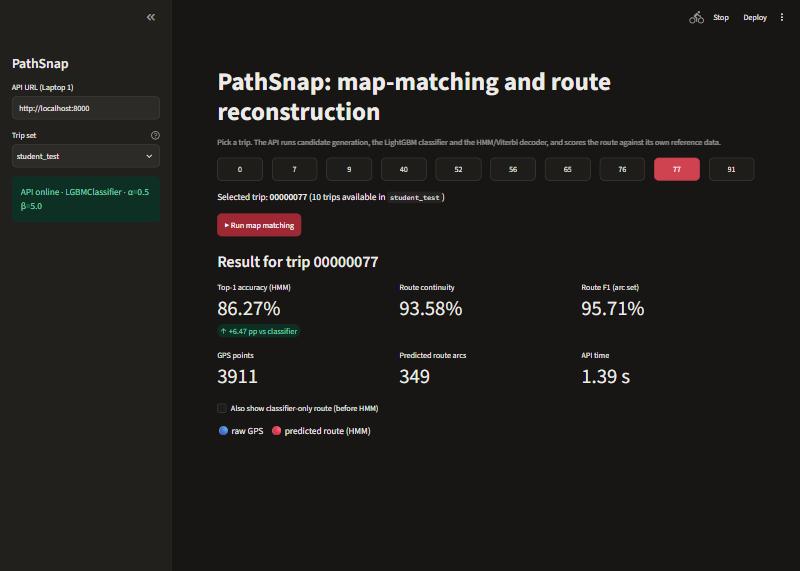 Stop
Deploy
PathSnap
API URL (Laptop 1)
http://localhost:8000
Trip set
student_test
API online · LGBMClassifier · α=0.5
β=5.0
PathSnap: map-matching and route
reconstruction
Pick a trip. The API runs candidate generation, the LightGBM classifier and the HMM/Viterbi decoder, and scores the route against its own reference data.
0 7 9 40 52 56 65 76 77 91
Selected trip: 00000077 (10 trips available in student_test )
Run map matching
Result for trip 00000077
Top-1 accuracy (HMM) Route continuity Route F1 (arc set)
86.27% 93.58% 95.71%
↑ +6.47 pp vs classifier
GPS points Predicted route arcs API time
3911 349 1.39 s
Also show classifier-only route (before HMM)
raw GPS predicted route (HMM)